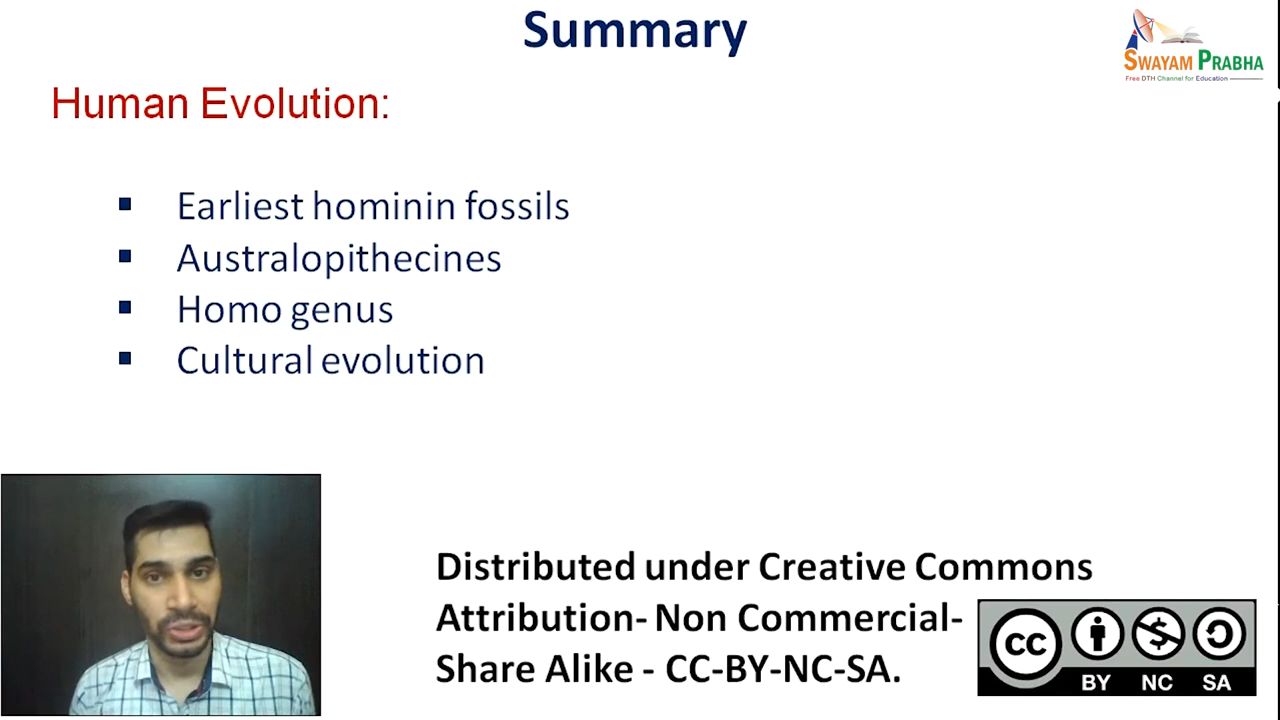 Summary
SWAYAM PRABHA
Free DTH Channel for Education
Human Evolution:
▪ Earliest hominin fossils
▪ Australopithecines
▪ Homo genus
▪ Cultural evolution
Distributed under Creative Commons
Attribution- Non Commercial-
Share Alike - CC-BY-NC-SA.
CC
BY NC SA